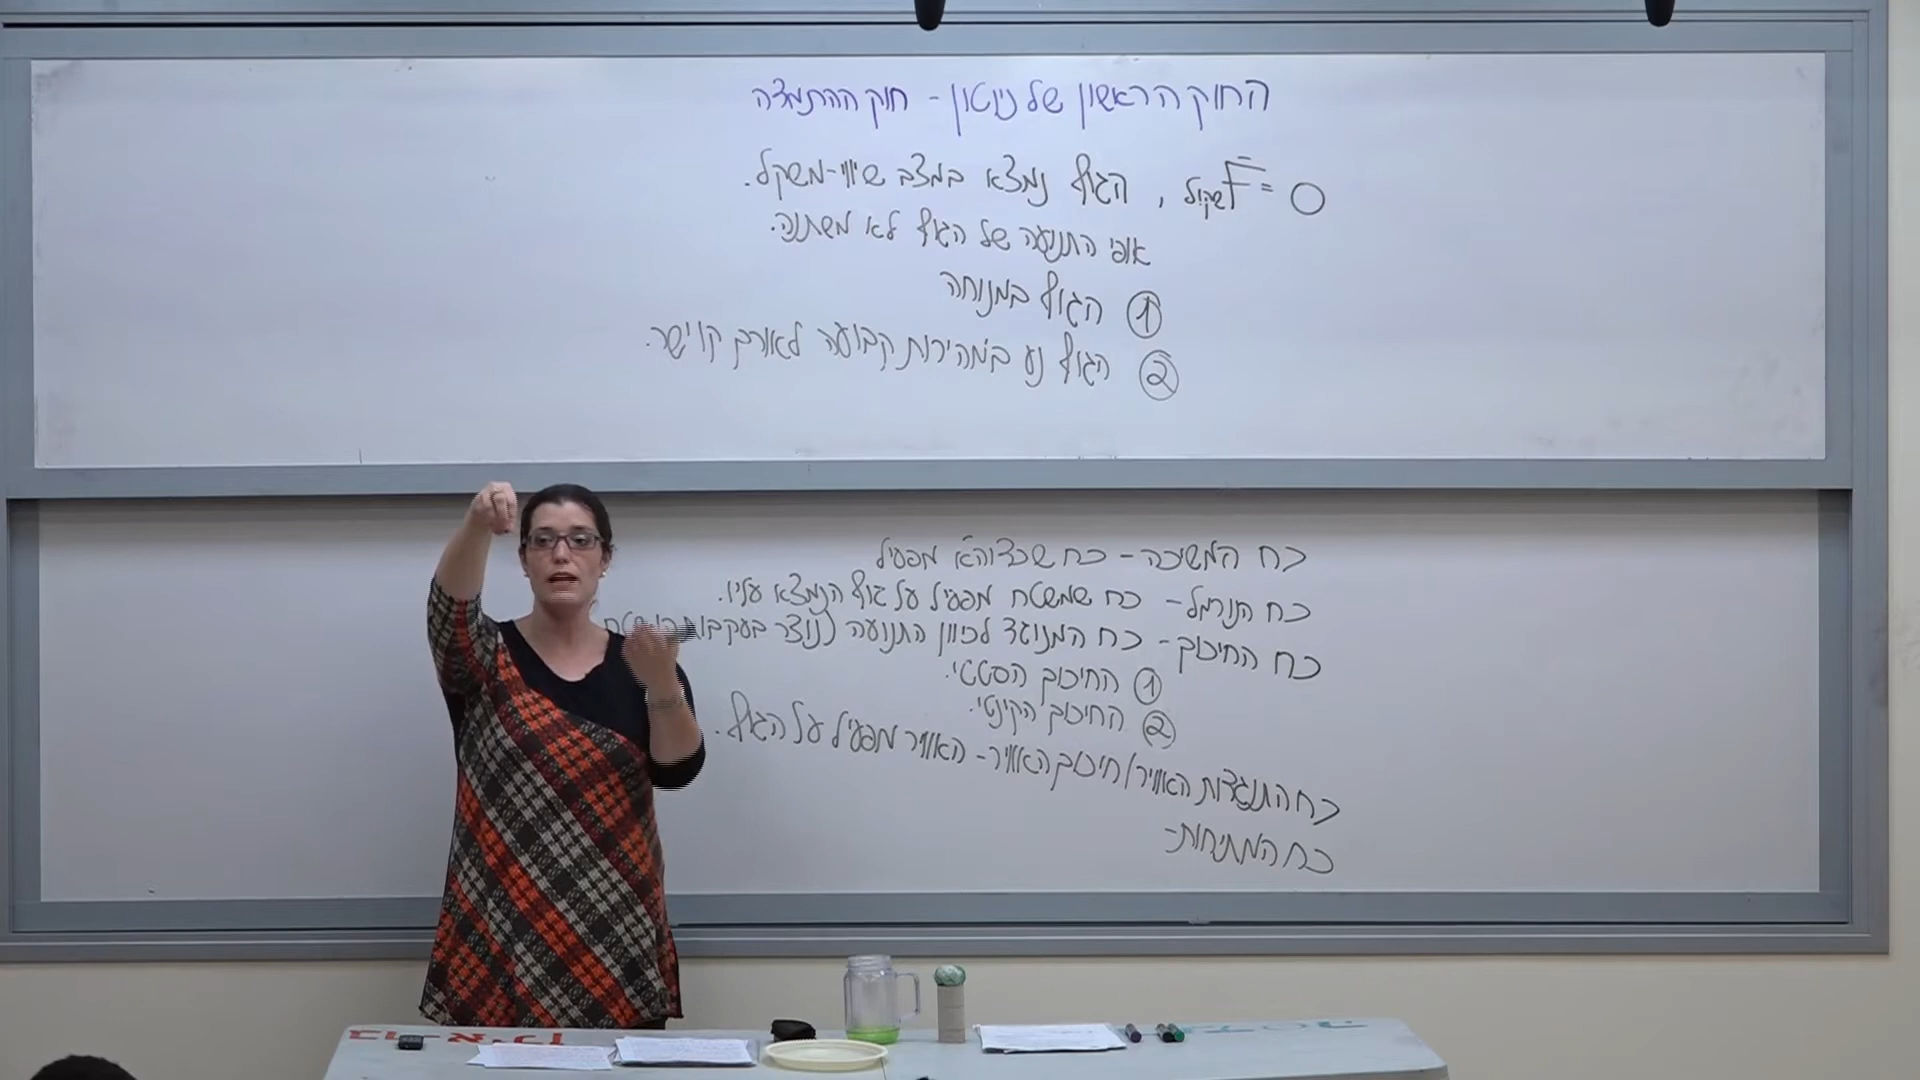 החוק הראשון של ניוטון - חוק ההתמדה
F̄שקול = 0 , הגוף נמצא במצב שיווי-משקל.
אופי התנועה של הגוף לא משתנה.
① הגוף במנוחה
② הגוף נע במהירות קבועה לאורך קו ישר.
כח המשיכה - כח שכדוה"א מפעיל
כח הנורמל - כח שמשטח מפעיל על גוף הנמצא עליו.
כח החיכוך - כח המנוגד לכיוון התנועה (נוצר בעקבות
① החיכוך הסטטי.
② החיכוך הקינטי.
כח התנגדות האוויר/חיכוך האוויר - האוויר מפעיל על הגוף.
כח המתיחות -